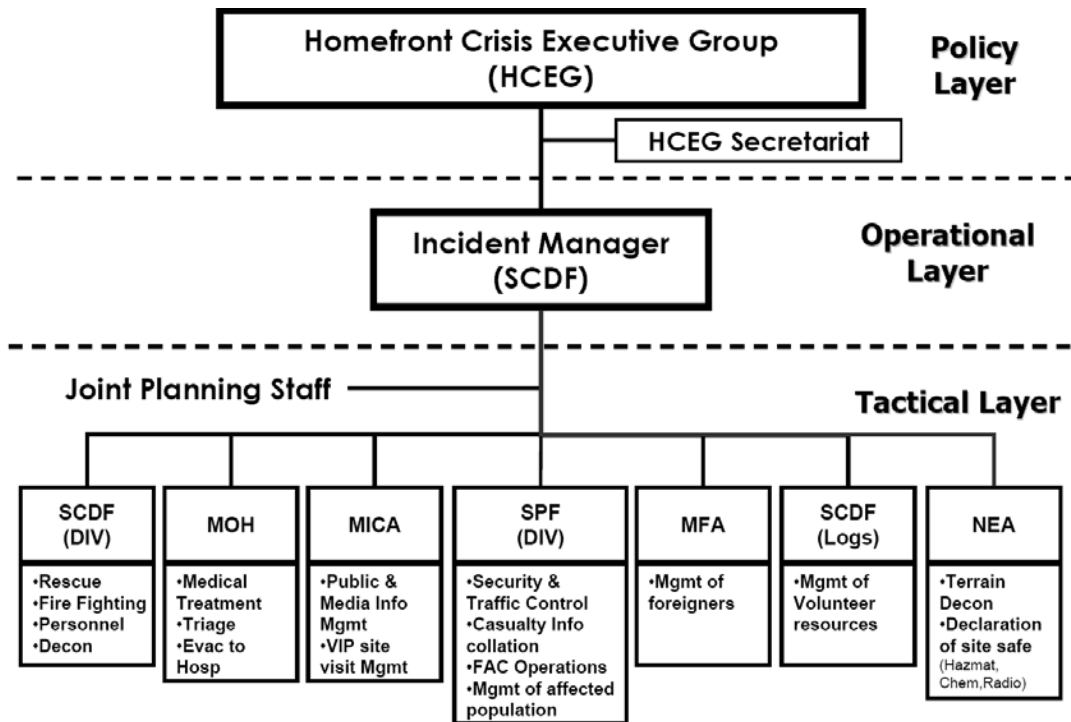 Homefront Crisis Executive Group
(HCEG)
Policy
Layer
HCEG Secretariat
Incident Manager
(SCDF)
Operational
Layer
Joint Planning Staff
Tactical Layer
SCDF
(DIV)
•Rescue
•Fire Fighting
•Personnel
•Decon
MOH
•Medical
Treatment
•Triage
•Evac to
Hosp
MICA
•Public &
Media Info
Mgmt
•VIP site
visit Mgmt
SPF
(DIV)
•Security &
Traffic Control
•Casualty Info
collation
•FAC Operations
•Mgmt of affected
population
MFA
•Mgmt of
foreigners
SCDF
(Logs)
•Mgmt of
Volunteer
resources
NEA
•Terrain
Decon
•Declaration
of site safe
(Hazmat,
Chem,Radio)